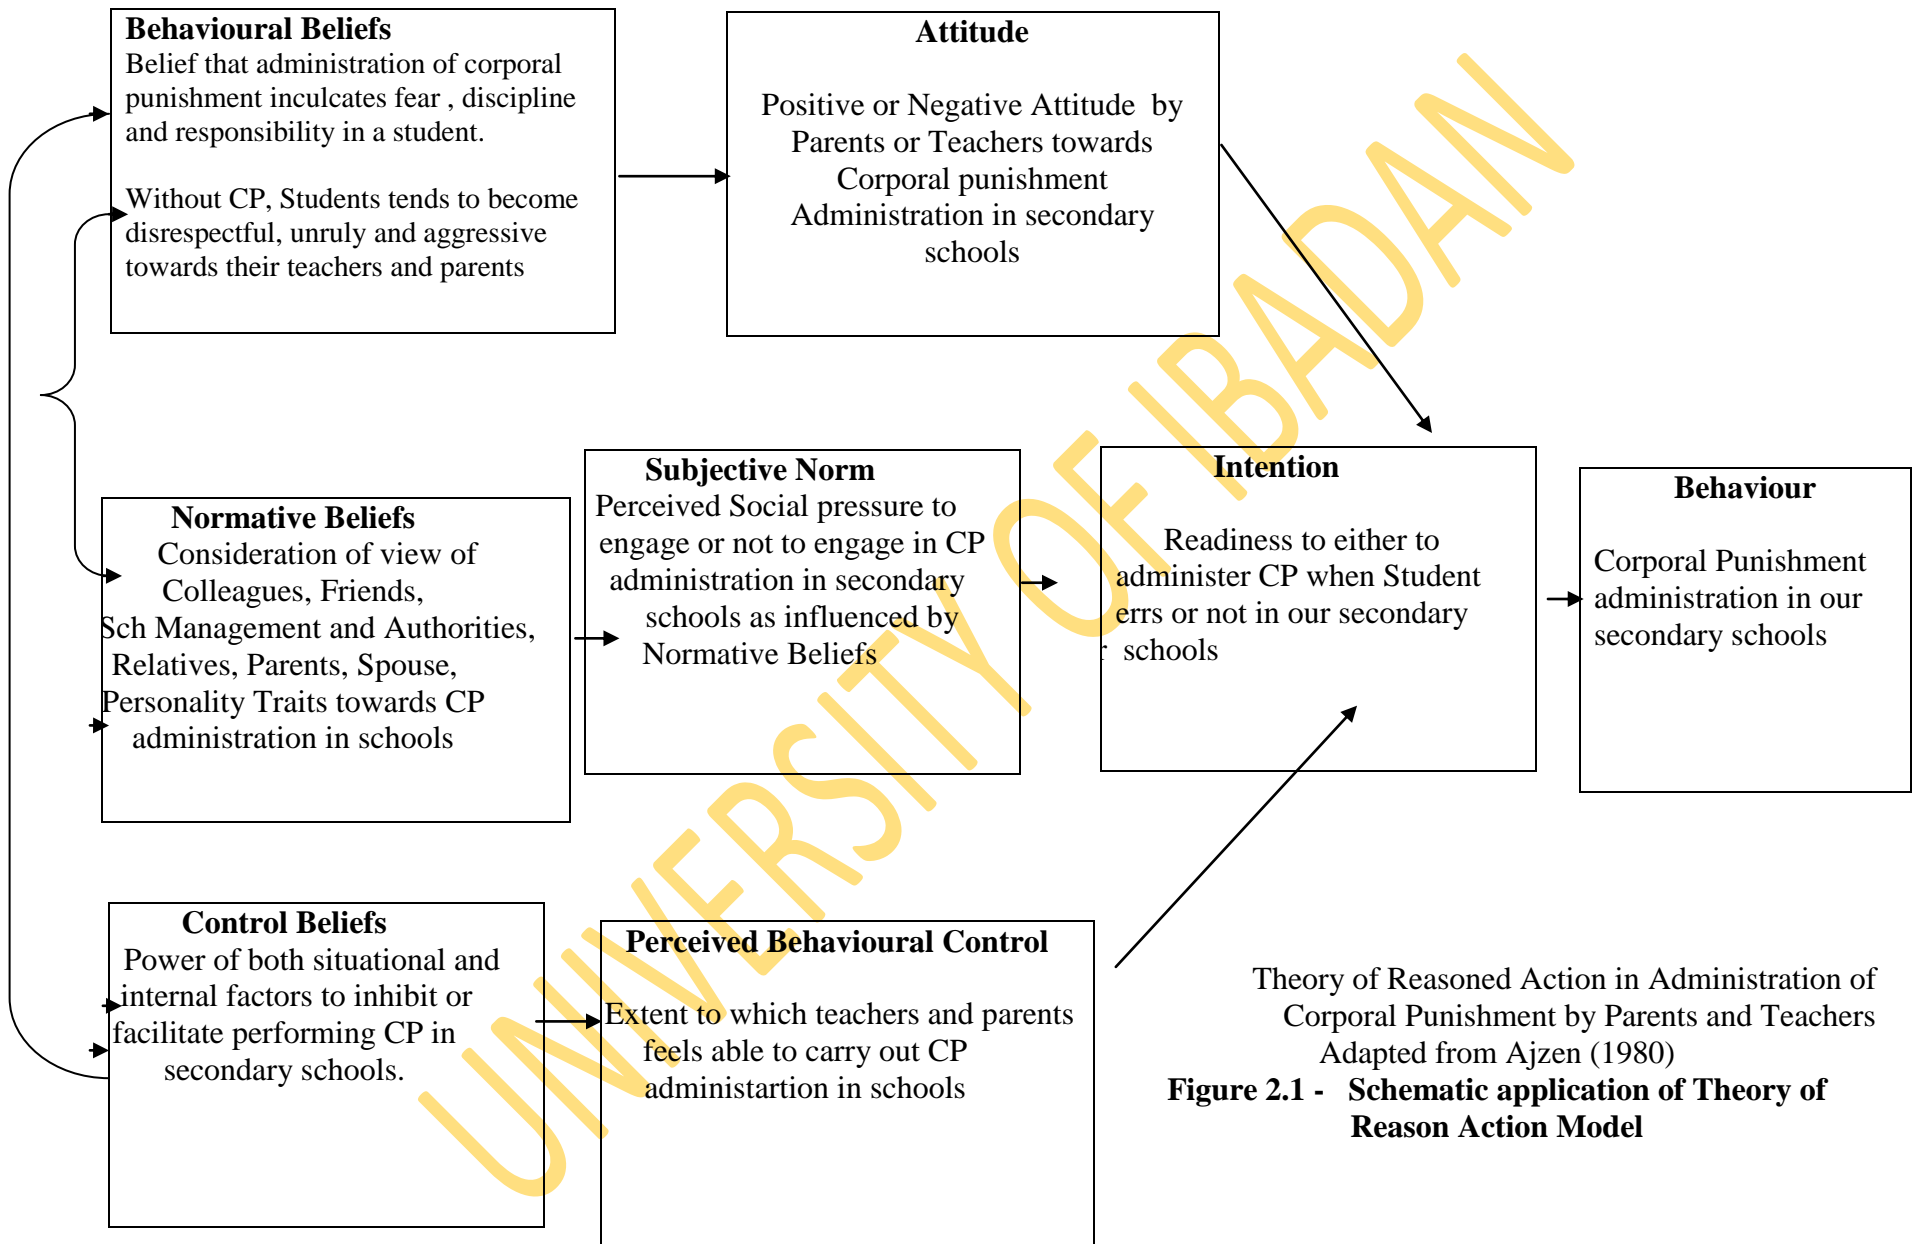 Behavioural Beliefs
Belief that administration of corporal
punishment inculcates fear , discipline
and responsibility in a student.
Without CP, Students tends to become
disrespectful, unruly and aggressive
towards their teachers and parents
Attitude
Positive or Negative Attitude by
Parents or Teachers towards
Corporal punishment
Administration in secondary
schools
Normative Beliefs
Consideration of view of
Colleagues, Friends,
Sch Management and Authorities,
Relatives, Parents, Spouse,
Personality Traits towards CP
administration in schools
Subjective Norm
Perceived Social pressure to
engage or not to engage in CP
administration in secondary
schools as influenced by
Normative Beliefs
Intention
Readiness to either to
administer CP when Student
errs or not in our secondary
r schools
Behaviour
Corporal Punishment
administration in our
secondary schools
Control Beliefs
Power of both situational and
internal factors to inhibit or
facilitate performing CP in
secondary schools.
Perceived Behavioural Control
Extent to which teachers and parents
feels able to carry out CP
administartion in schools
Theory of Reasoned Action in Administration of
Corporal Punishment by Parents and Teachers
Adapted from Ajzen (1980)
Figure 2.1 - Schematic application of Theory of
Reason Action Model
UNIVERSITY OF IBADAN